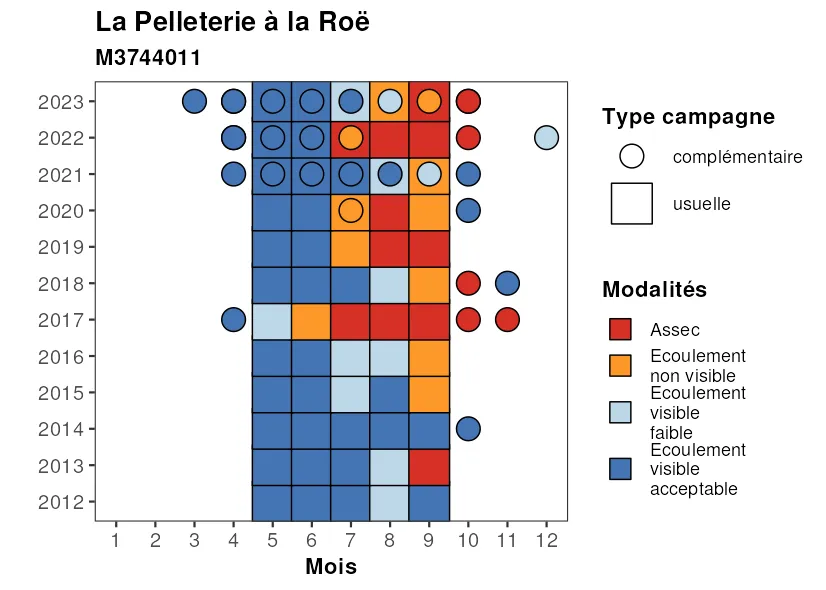 La Pelleterie à la Roë
M3744011
2023
2022
2021
2020
2019
2018
2017
2016
2015
2014
2013
2012
1 2 3 4 5 6 7 8 9 10 11 12
Mois
Type campagne
complémentaire
usuelle
Modalités
Assec
Ecoulement
non visible
Ecoulement
visible
faible
Ecoulement
visible
acceptable